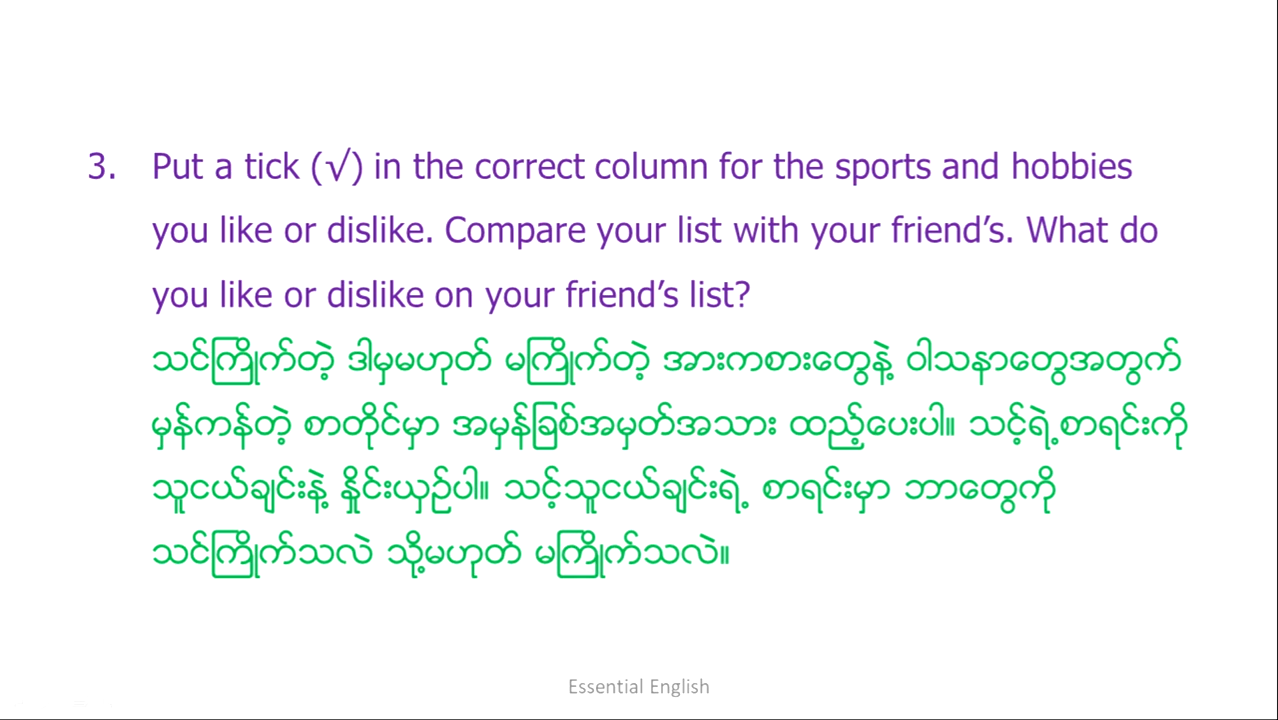 3. Put a tick (√) in the correct column for the sports and hobbies
you like or dislike. Compare your list with your friend’s. What do
you like or dislike on your friend’s list?
သင်ကြိုက်တဲ့ ဒါမှမဟုတ် မကြိုက်တဲ့ အားကစားတွေနဲ့ ဝါသနာတွေအတွက်
မှန်ကန်တဲ့ စာတိုင်မှာ အမှန်ခြစ်အမှတ်အသား ထည့်ပေးပါ။ သင့်ရဲ့စာရင်းကို
သူငယ်ချင်းနဲ့ နှိုင်းယှဉ်ပါ။ သင့်သူငယ်ချင်းရဲ့ စာရင်းမှာ ဘာတွေကို
သင်ကြိုက်သလဲ သို့မဟုတ် မကြိုက်သလဲ။
Essential English